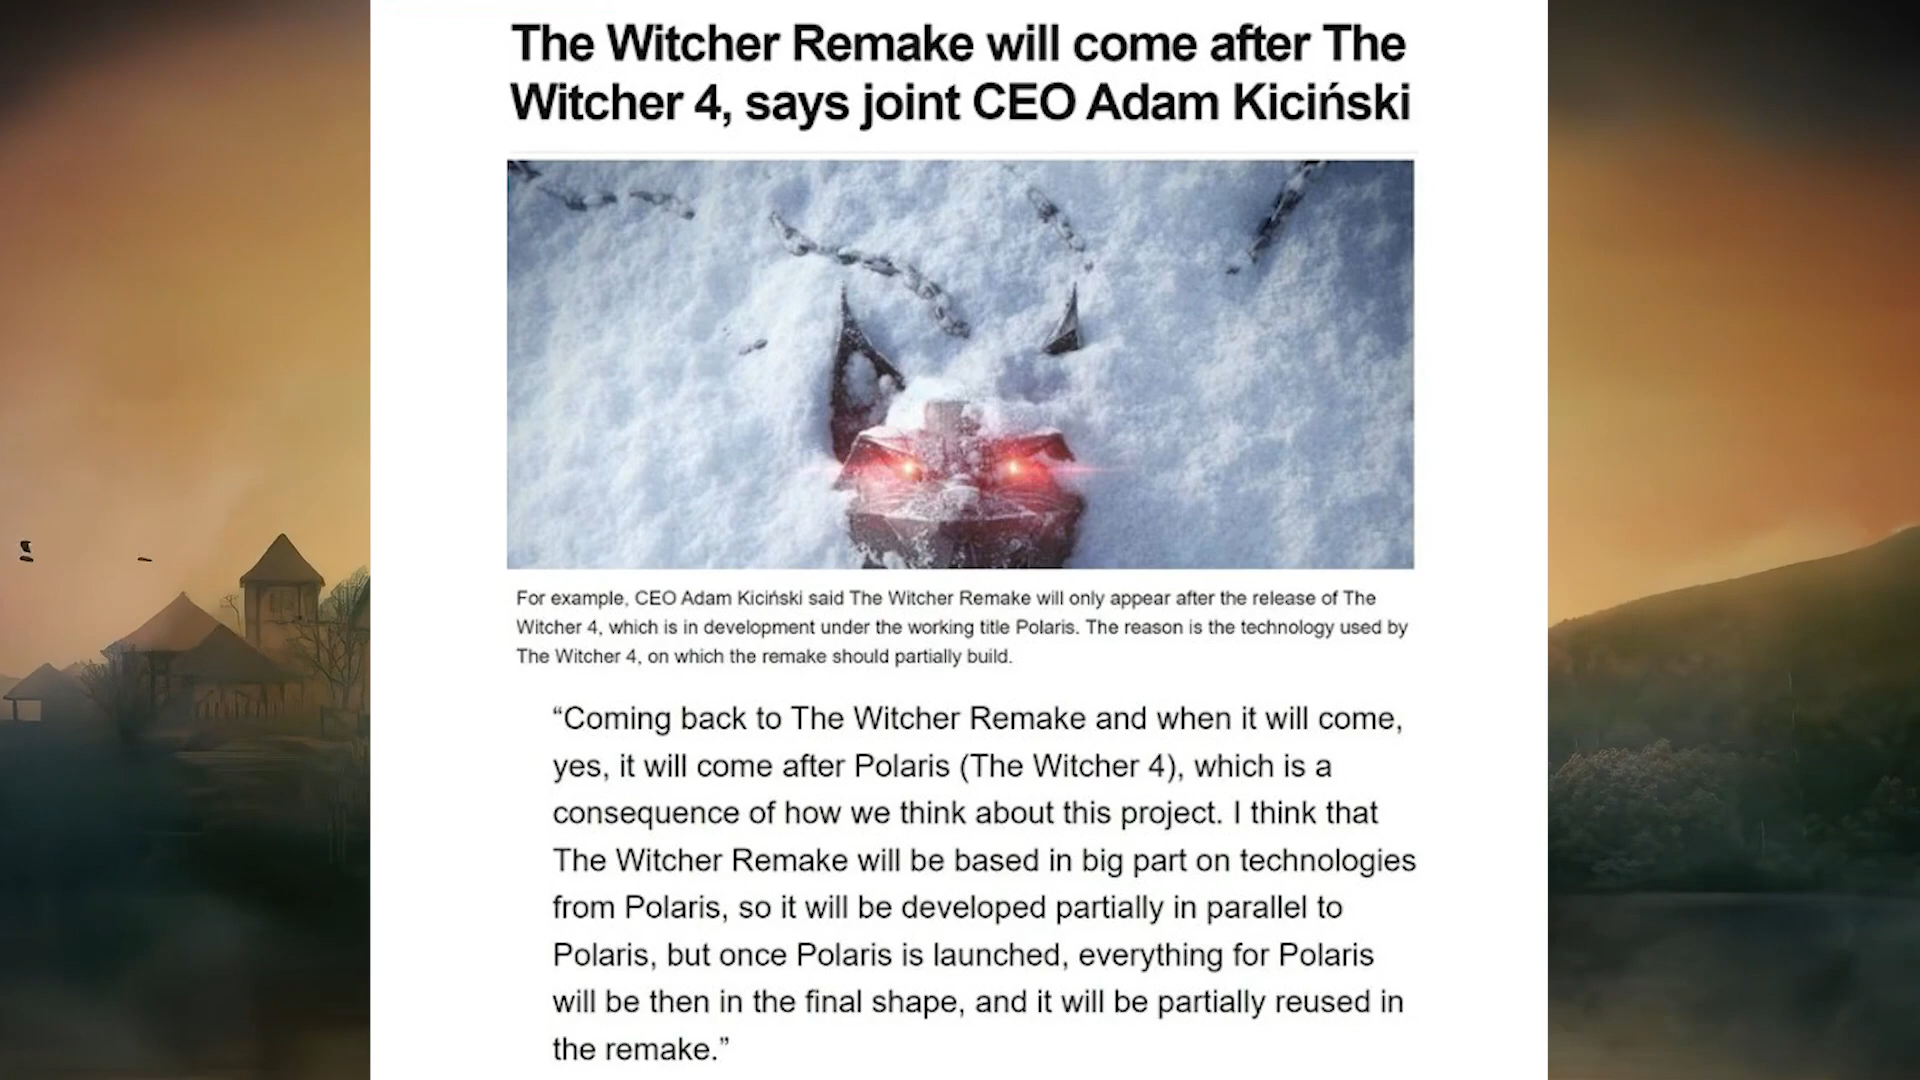 The Witcher Remake will come after The
Witcher 4, says joint CEO Adam Kiciński
For example, CEO Adam Kiciński said The Witcher Remake will only appear after the release of The
Witcher 4, which is in development under the working title Polaris. The reason is the technology used by
The Witcher 4, on which the remake should partially build.
“Coming back to The Witcher Remake and when it will come,
yes, it will come after Polaris (The Witcher 4), which is a
consequence of how we think about this project. I think that
The Witcher Remake will be based in big part on technologies
from Polaris, so it will be developed partially in parallel to
Polaris, but once Polaris is launched, everything for Polaris
will be then in the final shape, and it will be partially reused in
the remake.”